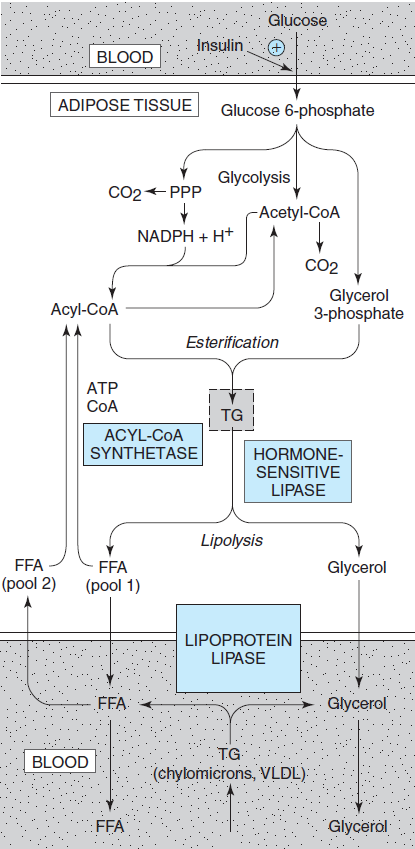 Glucose
Insulin +
BLOOD
ADIPOSE TISSUE
Glucose 6-phosphate
Glycolysis
CO2 PPP
Acetyl-CoA
NADPH + H+
CO2
Acyl-CoA
Glycerol
3-phosphate
Esterification
ATP
CoA
TG
ACYL-CoA
SYNTHETASE
HORMONE-
SENSITIVE
LIPASE
Lipolysis
FFA
(pool 2)
FFA
(pool 1)
Glycerol
LIPOPROTEIN
LIPASE
FFA
Glycerol
TG
(chylomicrons, VLDL)
BLOOD
FFA
Glycerol